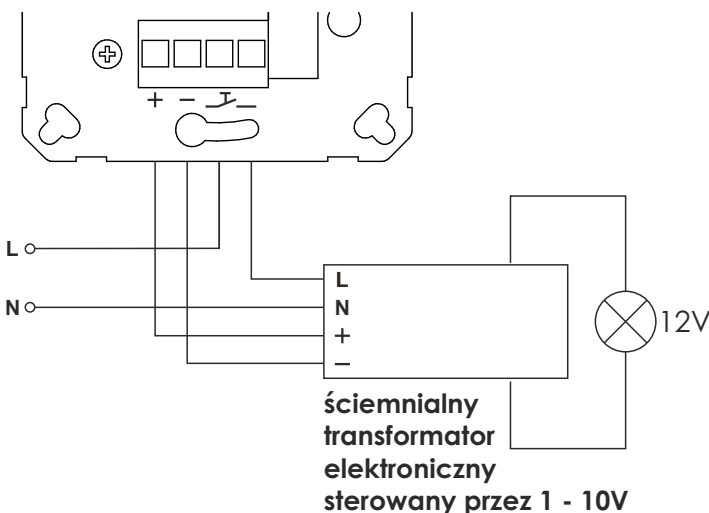 + −
L
N
L
N
+
−
12V
ściemnialny
transformator
elektroniczny
sterowany przez 1 - 10V